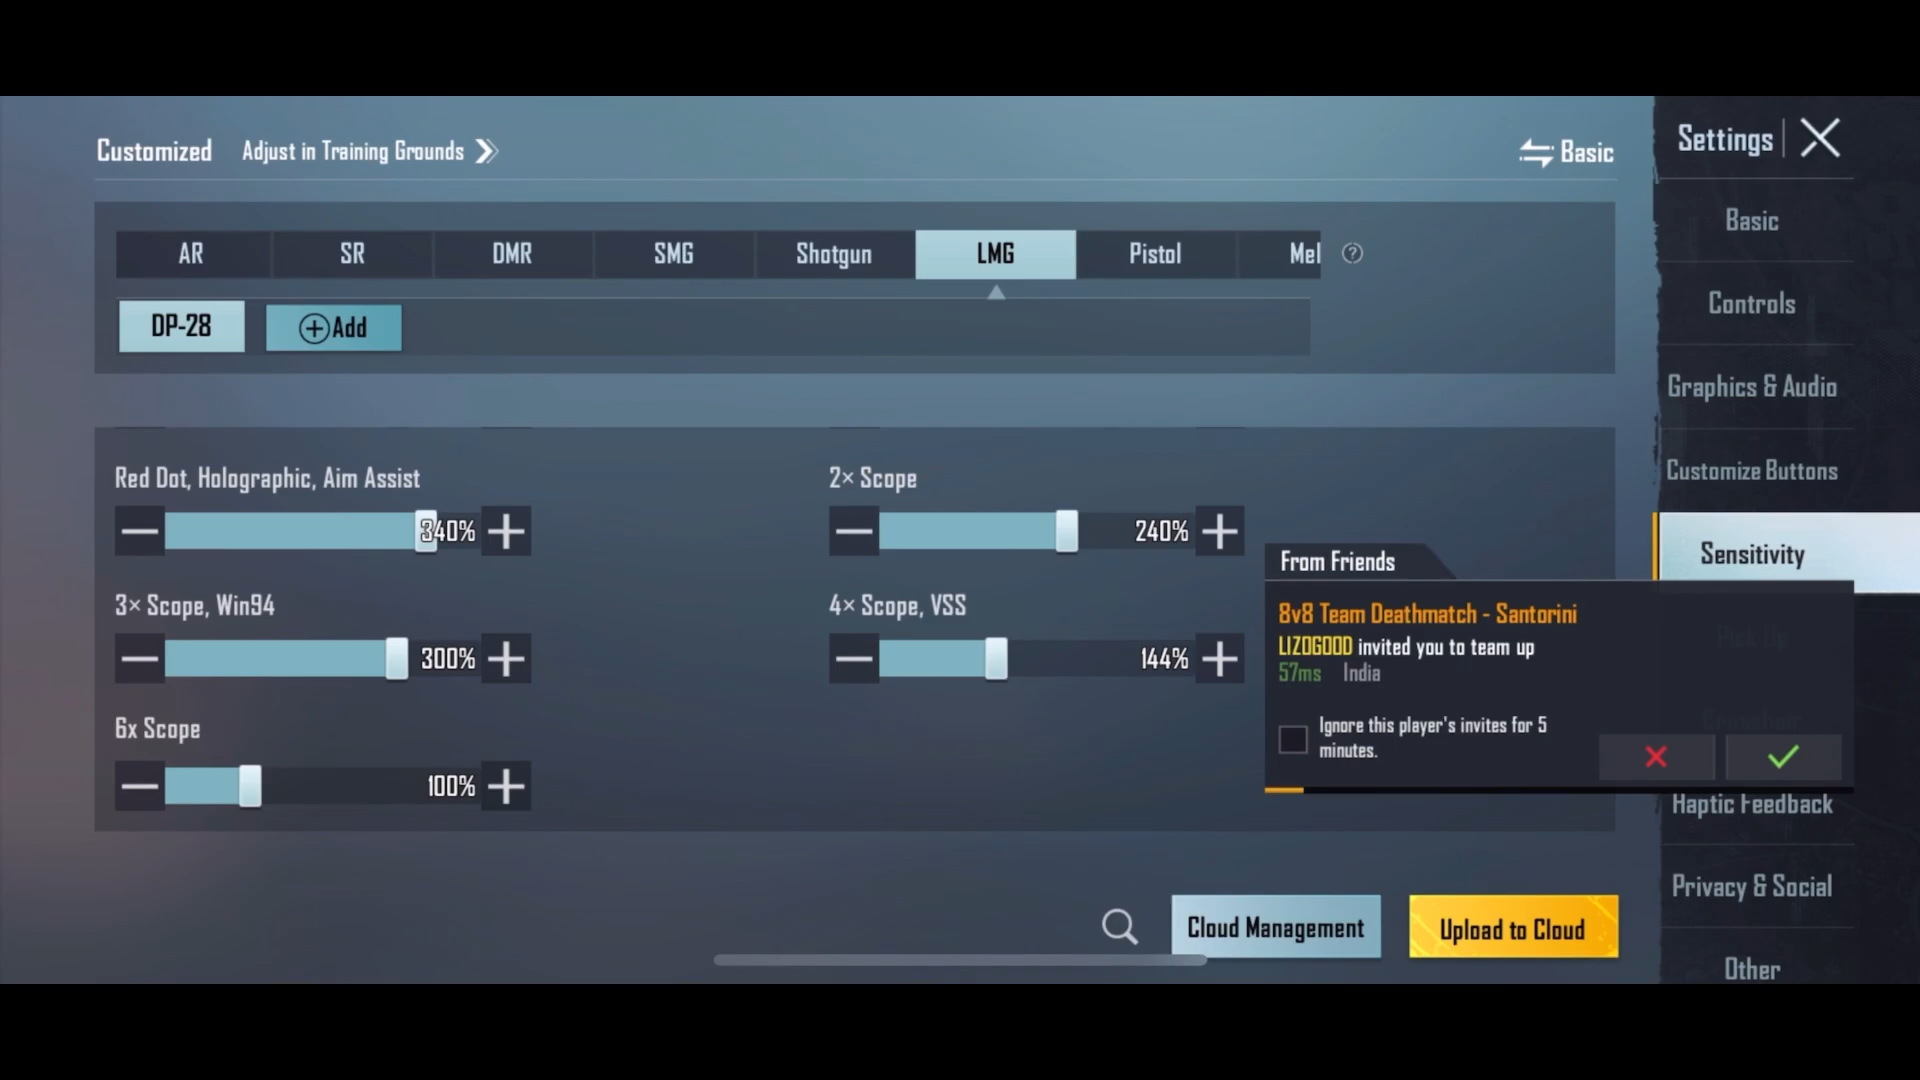 Customized
Adjust in Training Grounds
Basic
Settings
AR
SR
DMR
SMG
Shotgun
LMG
Pistol
Mel
?
DP-28
Add
Red Dot, Holographic, Aim Assist
340%
2× Scope
240%
3× Scope, Win94
300%
4× Scope, VSS
144%
6x Scope
100%
From Friends
8v8 Team Deathmatch - Santorini
LIZOGOOD invited you to team up
57ms India
Ignore this player's invites for 5
minutes.
Cloud Management
Upload to Cloud
Basic
Controls
Graphics & Audio
Customize Buttons
Sensitivity
Pick Up
Crosshair
Haptic Feedback
Privacy & Social
Other